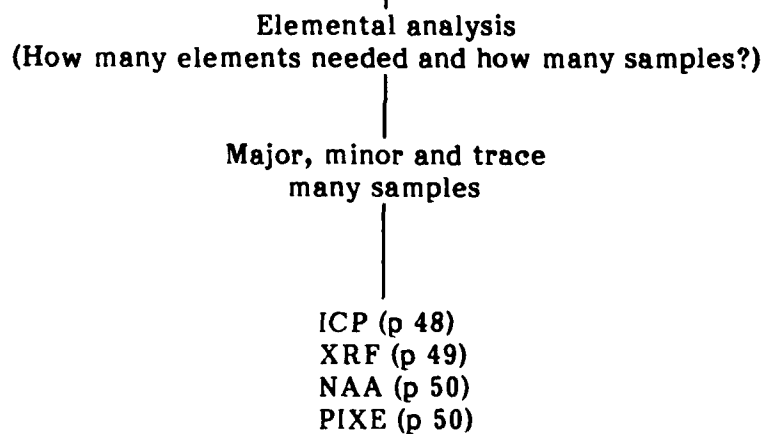 Elemental analysis
(How many elements needed and how many samples?)
Major, minor and trace
many samples
ICP (p 48)
XRF (p 49)
NAA (p 50)
PIXE (p 50)